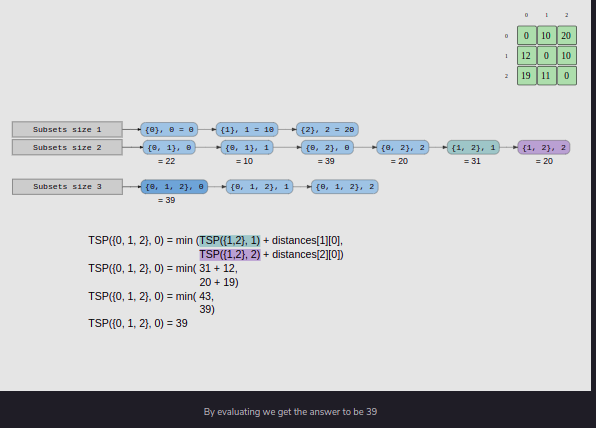 0 1 2
0 0 10 20
1 12 0 10
2 19 11 0
Subsets size 1 {0}, 0 = 0 {1}, 1 = 10 {2}, 2 = 20
Subsets size 2 {0, 1}, 0 {0, 1}, 1 {0, 2}, 0 {0, 2}, 2 {1, 2}, 1 {1, 2}, 2
= 22 = 10 = 39 = 20 = 31 = 20
Subsets size 3 {0, 1, 2}, 0 {0, 1, 2}, 1 {0, 1, 2}, 2
= 39
TSP({0, 1, 2}, 0) = min (TSP({1,2}, 1) + distances[1][0],
TSP({1,2}, 2) + distances[2][0])
TSP({0, 1, 2}, 0) = min( 31 + 12,
20 + 19)
TSP({0, 1, 2}, 0) = min( 43,
39)
TSP({0, 1, 2}, 0) = 39
By evaluating we get the answer to be 39